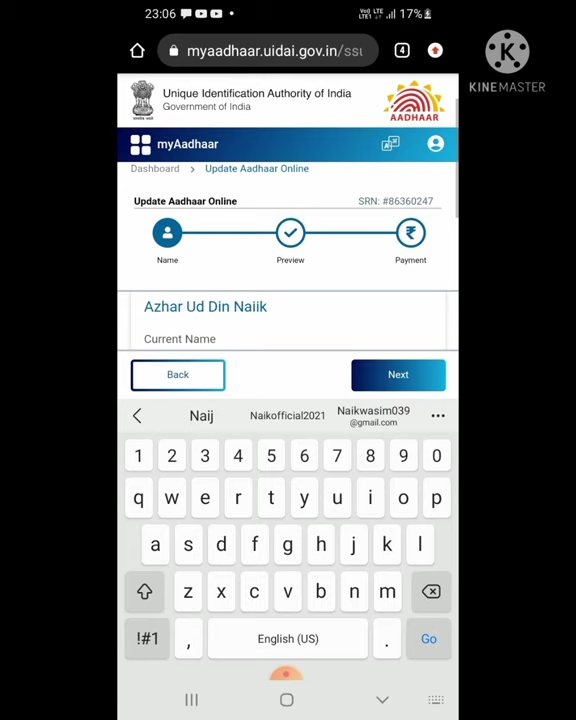 23:06 17%
myaadhaar.uidai.gov.in/ssu 4
K
KINEMASTER
Unique Identification Authority of India
Government of India
AADHAAR
myAadhaar
Dashboard > Update Aadhaar Online
Update Aadhaar Online SRN: #86360247
₹
Name Preview Payment
Azhar Ud Din Naiik
Current Name
Back Next
Naij Naikofficial2021 Naikwasim039
@gmail.com
1 2 3 4 5 6 7 8 9 0
q w e r t y u i o p
a s d f g h j k l
z x c v b n m
!#1 , English (US) . Go